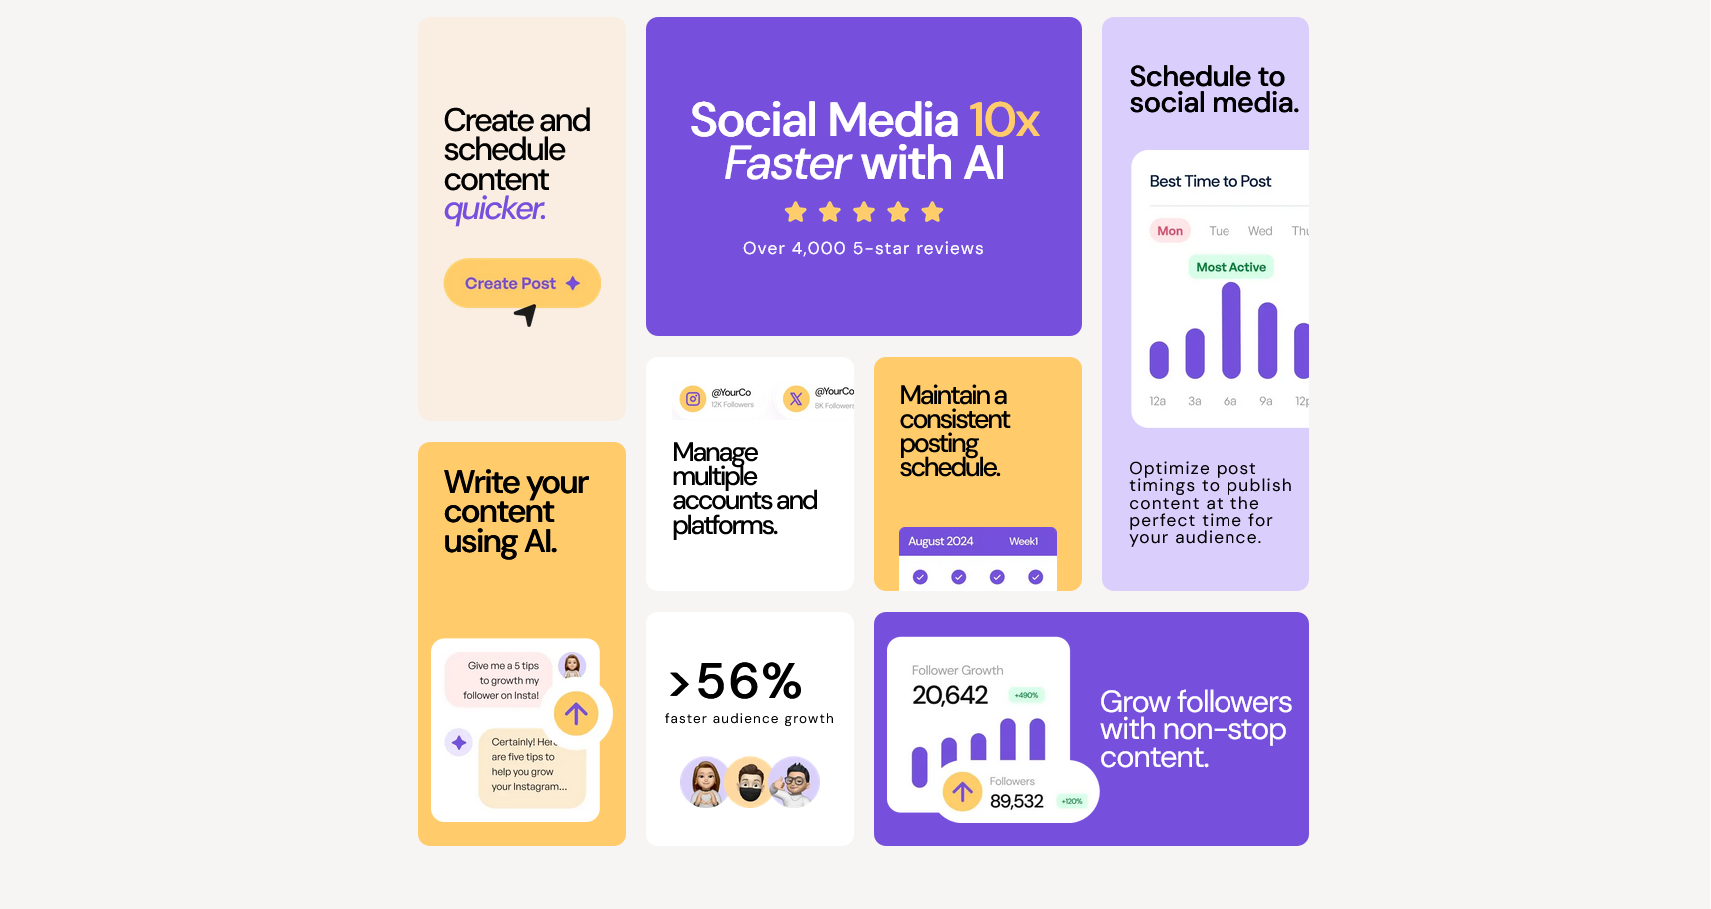 Create and
schedule
content
quicker.
Create Post
Social Media 10x
Faster with AI
Over 4,000 5-star reviews
Schedule to
social media.
Best Time to Post
Mon Tue Wed Thu
Most Active
12a 3a 6a 9a 12p
Optimize post
timings to publish
content at the
perfect time for
your audience.
@YourCo
12K Followers
@YourCo
8K Followers
Manage
multiple
accounts and
platforms.
Maintain a
consistent
posting
schedule.
August 2024 Week1
Write your
content
using AI.
Give me a 5 tips
to growth my
follower on Insta!
Certainly! Here
are five tips to
help you grow
your Instagram...
>56%
faster audience growth
Follower Growth
20,642 +490%
Followers
89,532 +120%
Grow followers
with non-stop
content.